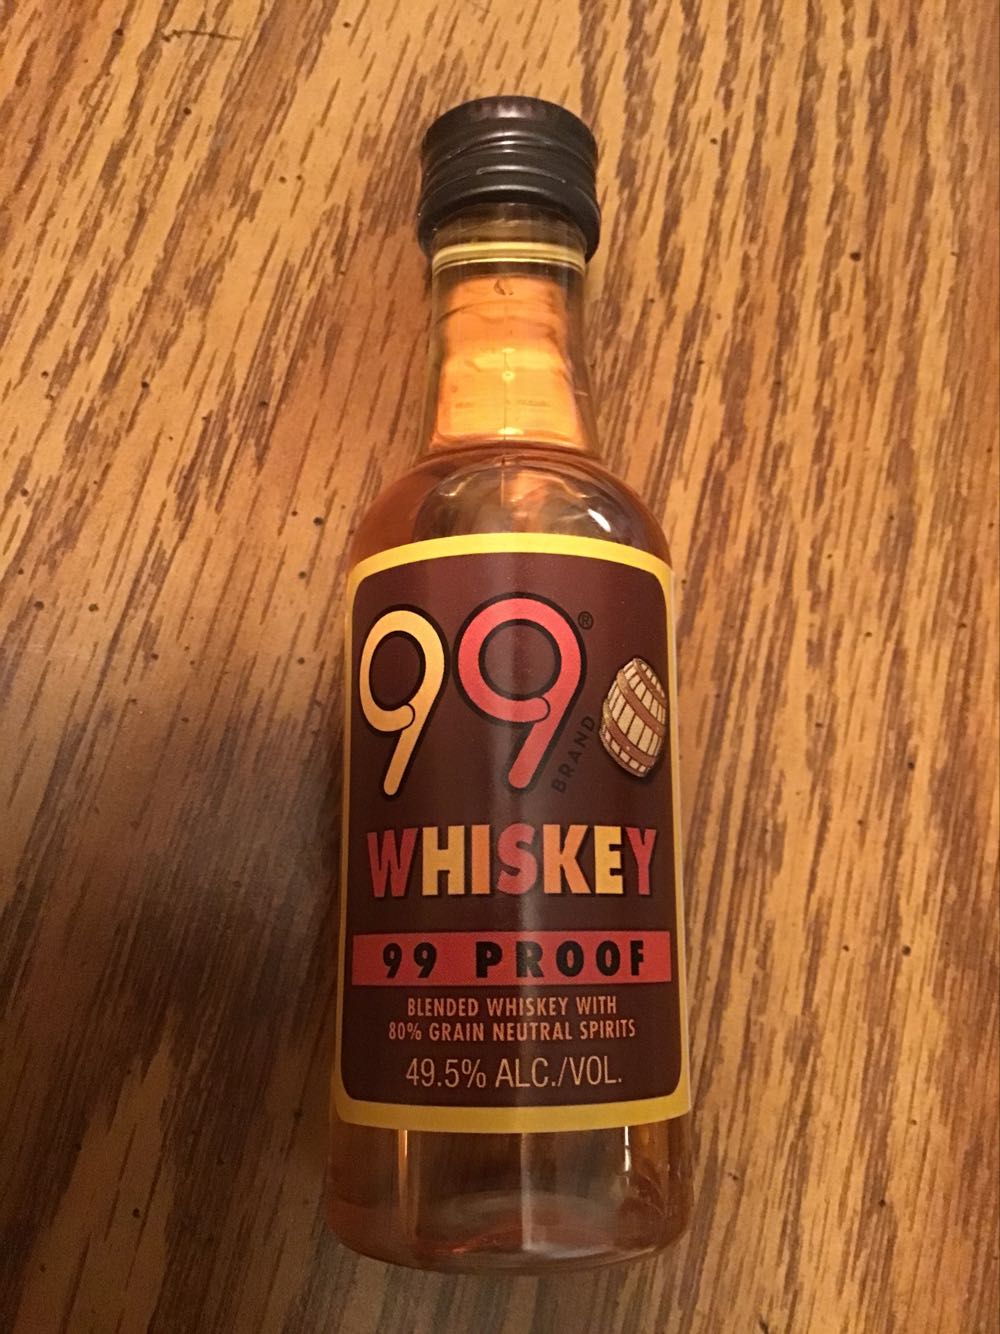 99®
BRAND
WHISKEY
99 PROOF
BLENDED WHISKEY WITH
80% GRAIN NEUTRAL SPIRITS
49.5% ALC./VOL.